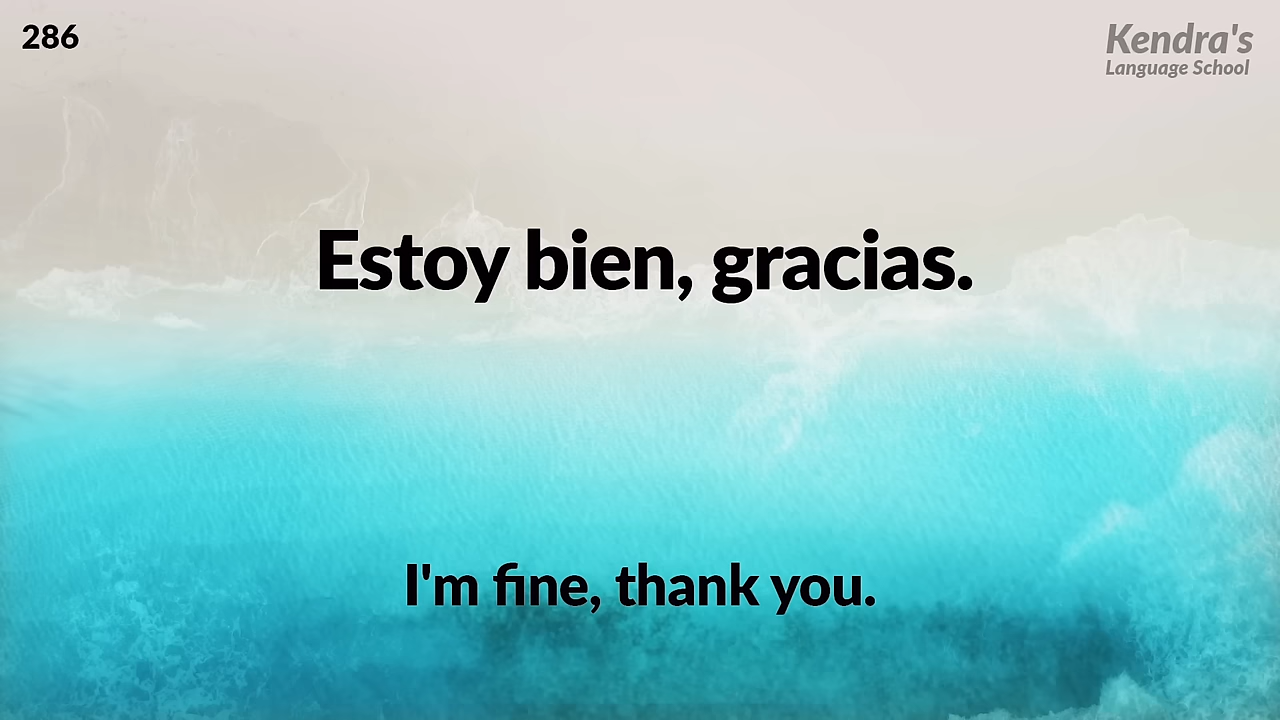 286
Kendra's
Language School
Estoy bien, gracias.
I'm fine, thank you.